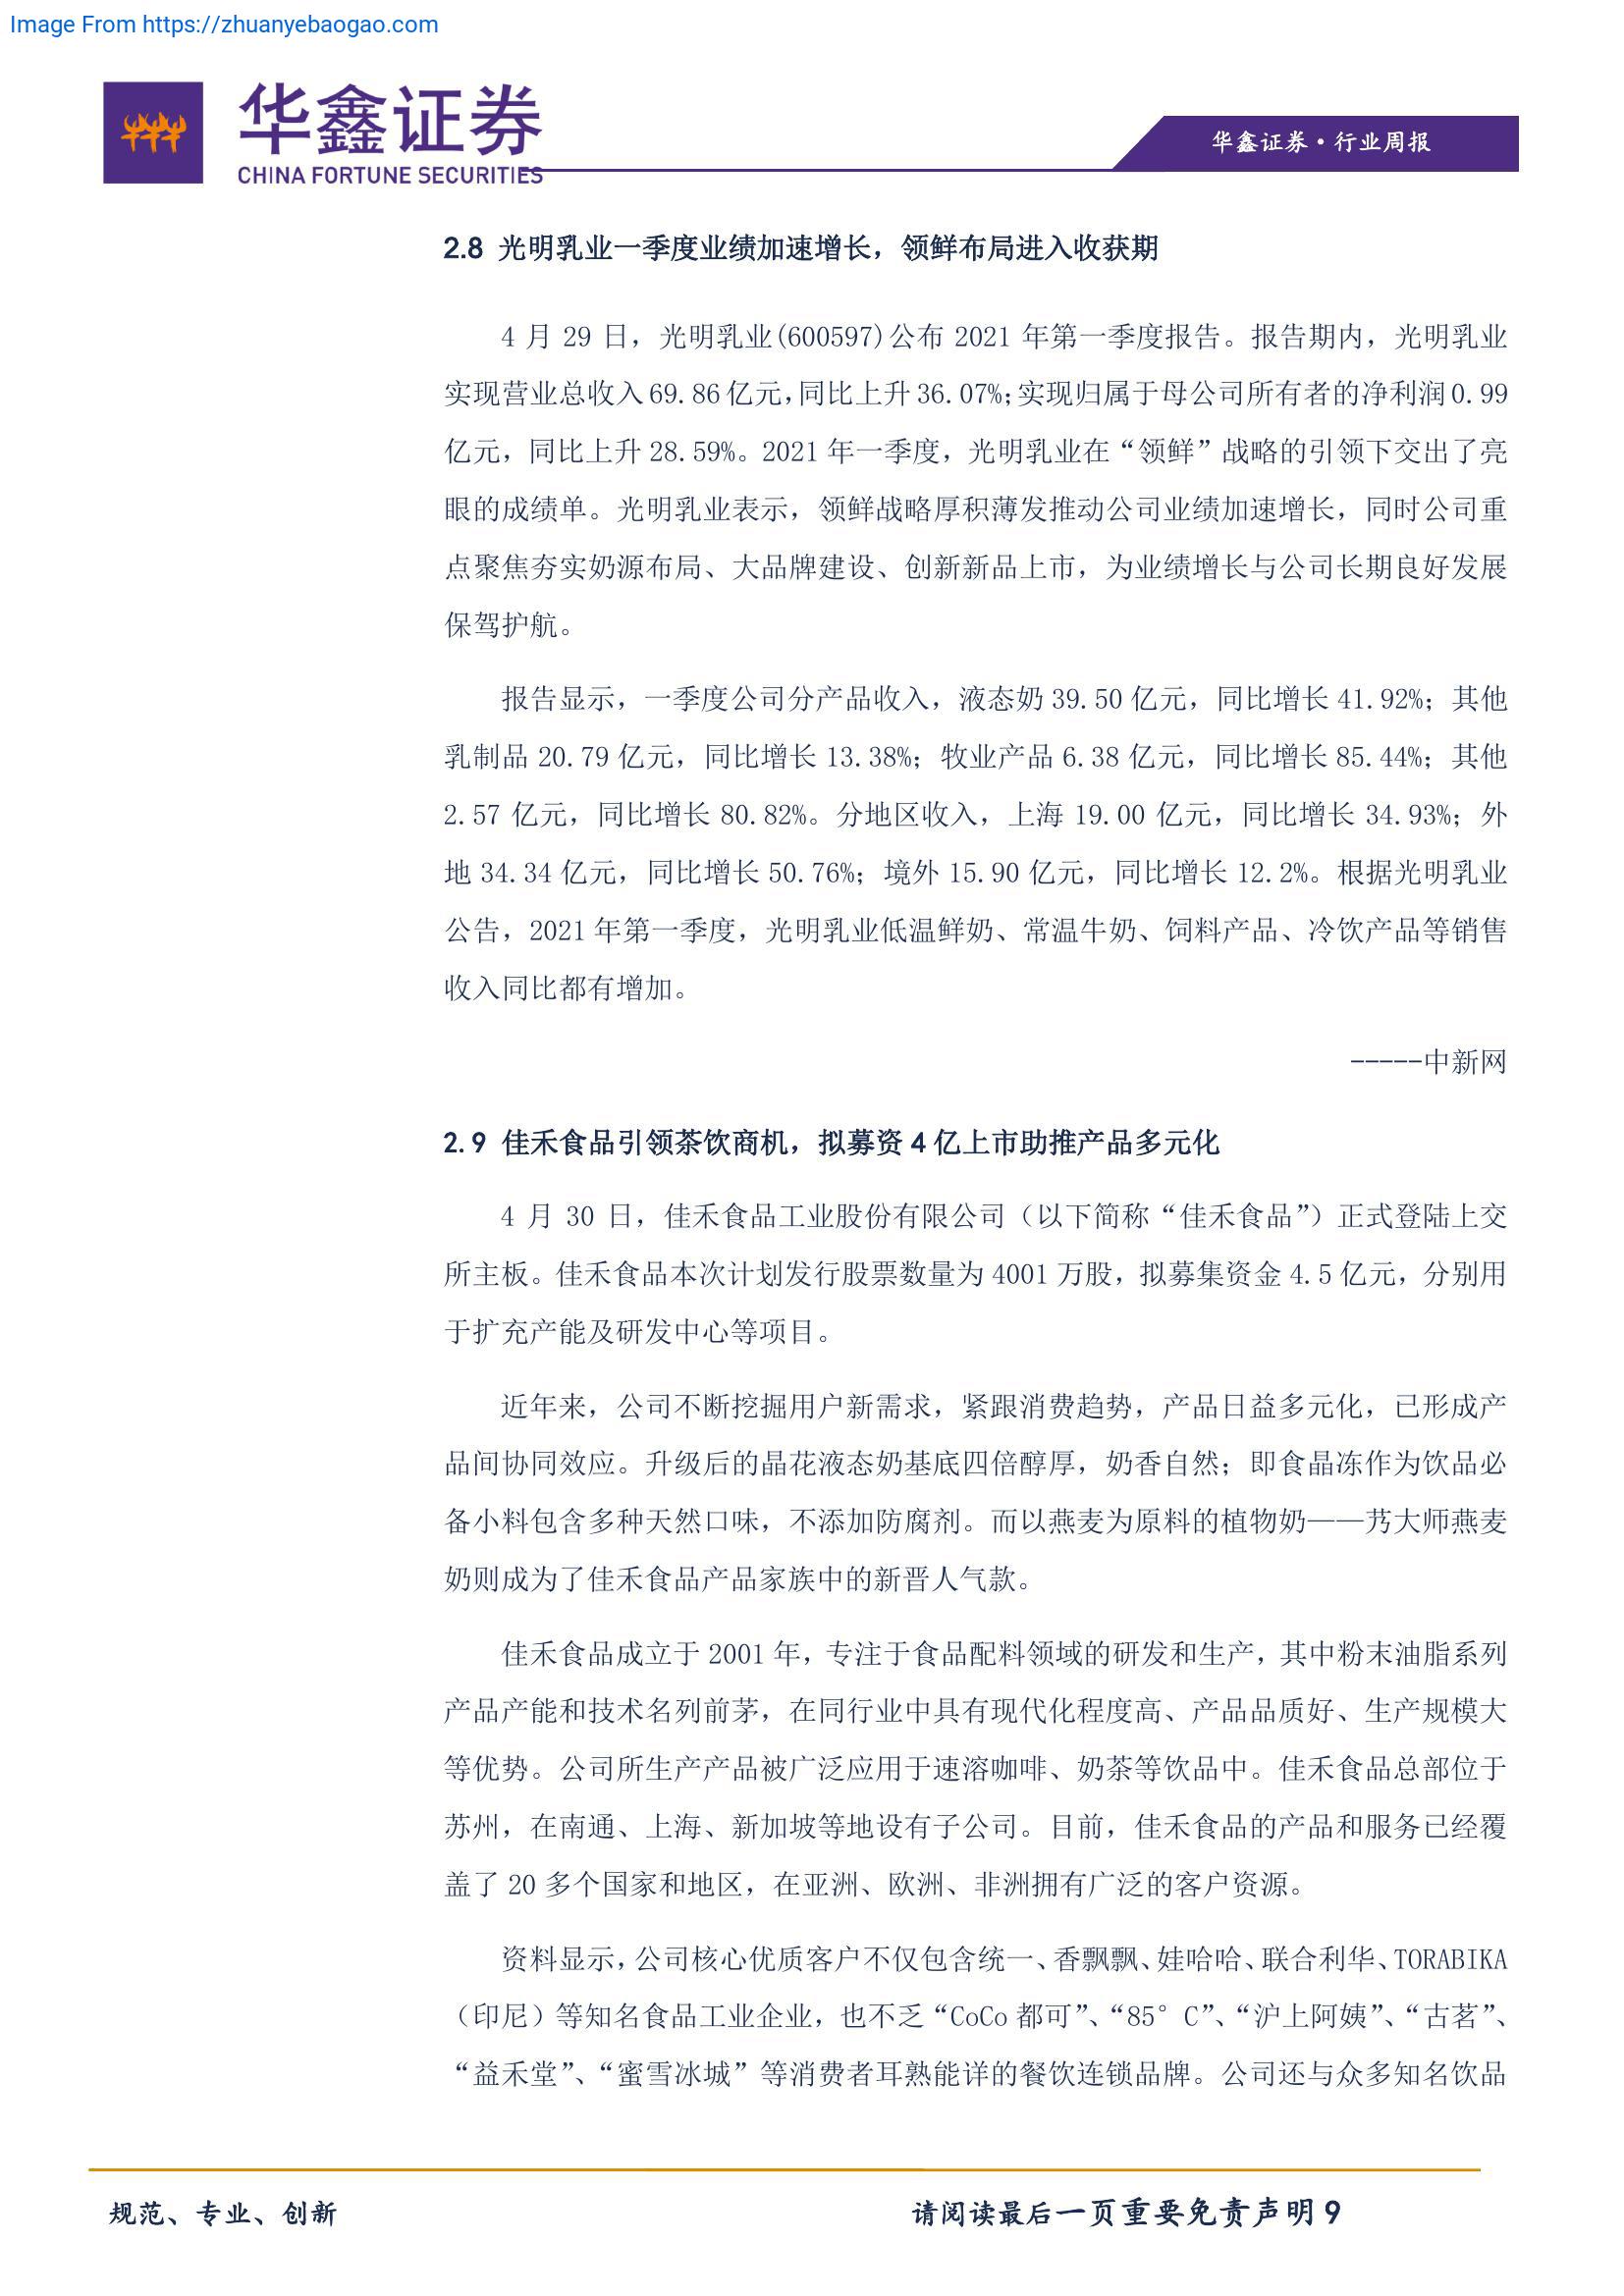 Image From https://zhuanyebaogao.com
华鑫证券
CHINA FORTUNE SECURITIES
华鑫证券·行业周报
2.8 光明乳业一季度业绩加速增长，领鲜布局进入收获期
4 月 29 日，光明乳业(600597)公布 2021 年第一季度报告。报告期内，光明乳业
实现营业总收入 69.86 亿元，同比上升 36.07%；实现归属于母公司所有者的净利润 0.99
亿元，同比上升 28.59%。2021 年一季度，光明乳业在“领鲜”战略的引领下交出了亮
眼的成绩单。光明乳业表示，领鲜战略厚积薄发推动公司业绩加速增长，同时公司重
点聚焦夯实奶源布局、大品牌建设、创新新品上市，为业绩增长与公司长期良好发展
保驾护航。
报告显示，一季度公司分产品收入，液态奶 39.50 亿元，同比增长 41.92%；其他
乳制品 20.79 亿元，同比增长 13.38%；牧业产品 6.38 亿元，同比增长 85.44%；其他
2.57 亿元，同比增长 80.82%。分地区收入，上海 19.00 亿元，同比增长 34.93%；外
地 34.34 亿元，同比增长 50.76%；境外 15.90 亿元，同比增长 12.2%。根据光明乳业
公告，2021 年第一季度，光明乳业低温鲜奶、常温牛奶、饲料产品、冷饮产品等销售
收入同比都有增加。
-----中新网
2.9 佳禾食品引领茶饮商机，拟募资 4 亿上市助推产品多元化
4 月 30 日，佳禾食品工业股份有限公司（以下简称“佳禾食品”）正式登陆上交
所主板。佳禾食品本次计划发行股票数量为 4001 万股，拟募集资金 4.5 亿元，分别用
于扩充产能及研发中心等项目。
近年来，公司不断挖掘用户新需求，紧跟消费趋势，产品日益多元化，已形成产
品间协同效应。升级后的晶花液态奶基底四倍醇厚，奶香自然；即食晶冻作为饮品必
备小料包含多种天然口味，不添加防腐剂。而以燕麦为原料的植物奶——艿大师燕麦
奶则成为了佳禾食品产品家族中的新晋人气款。
佳禾食品成立于 2001 年，专注于食品配料领域的研发和生产，其中粉末油脂系列
产品产能和技术名列前茅，在同行业中具有现代化程度高、产品品质好、生产规模大
等优势。公司所生产产品被广泛应用于速溶咖啡、奶茶等饮品中。佳禾食品总部位于
苏州，在南通、上海、新加坡等地设有子公司。目前，佳禾食品的产品和服务已经覆
盖了 20 多个国家和地区，在亚洲、欧洲、非洲拥有广泛的客户资源。
资料显示，公司核心优质客户不仅包含统一、香飘飘、娃哈哈、联合利华、TORABIKA
（印尼）等知名食品工业企业，也不乏“CoCo 都可”、“85°C”、“沪上阿姨”、“古茗”、
“益禾堂”、“蜜雪冰城”等消费者耳熟能详的餐饮连锁品牌。公司还与众多知名饮品
规范、专业、创新
请阅读最后一页重要免责声明 9